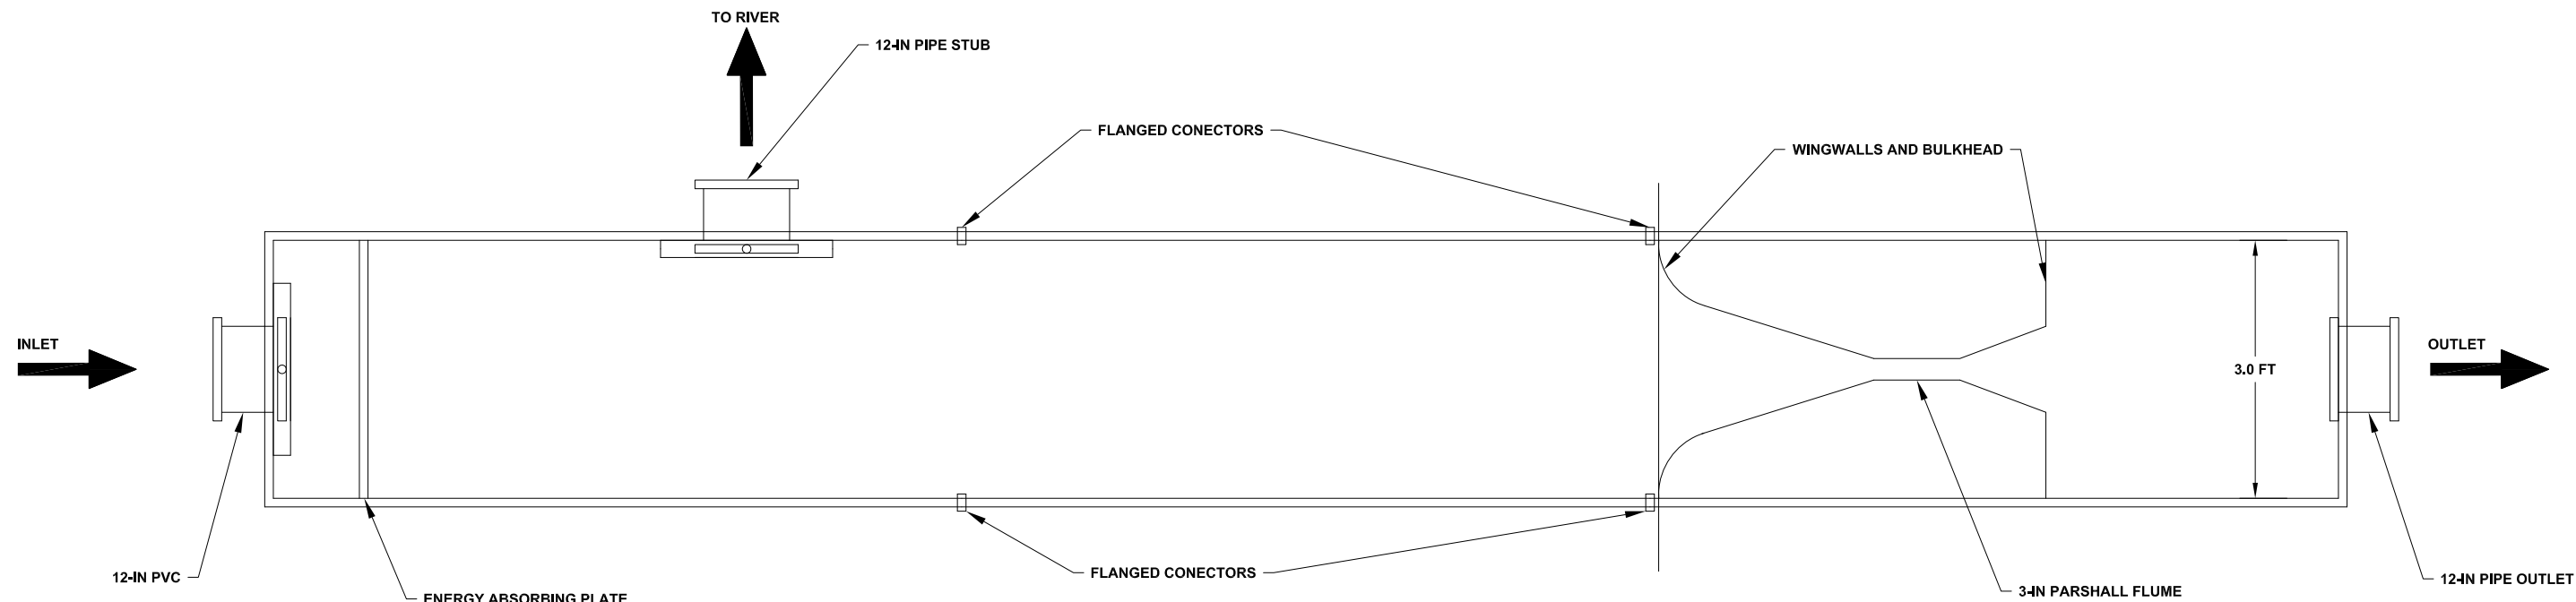 TO RIVER
12-IN PIPE STUB
FLANGED CONECTORS
WINGWALLS AND BULKHEAD
INLET
OUTLET
3.0 FT
12-IN PVC
ENERGY ABSORBING PLATE
FLANGED CONECTORS
3-IN PARSHALL FLUME
12-IN PIPE OUTLET